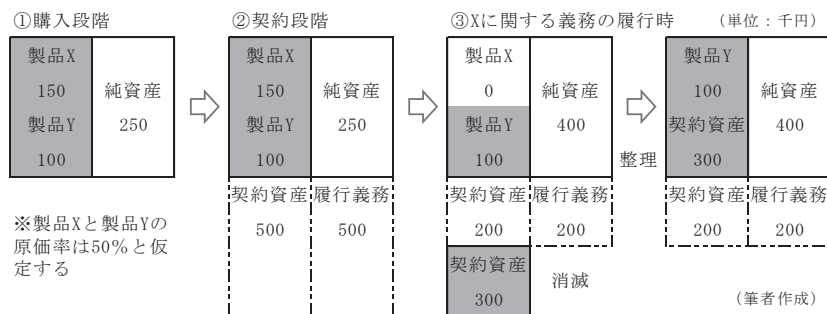 ①購入段階
製品X
150
製品Y
100
純資産
250
②契約段階
製品X
150
製品Y
100
純資産
250
契約資産
500
履行義務
500
③Xに関する義務の履行時
(単位:千円)
製品X
0
製品Y
100
純資産
400
契約資産
200
履行義務
200
契約資産
300
消滅
整理
製品Y
100
契約資産
300
純資産
400
契約資産
200
履行義務
200
※製品Xと製品Yの
原価率は50%と仮
定する
(筆者作成)